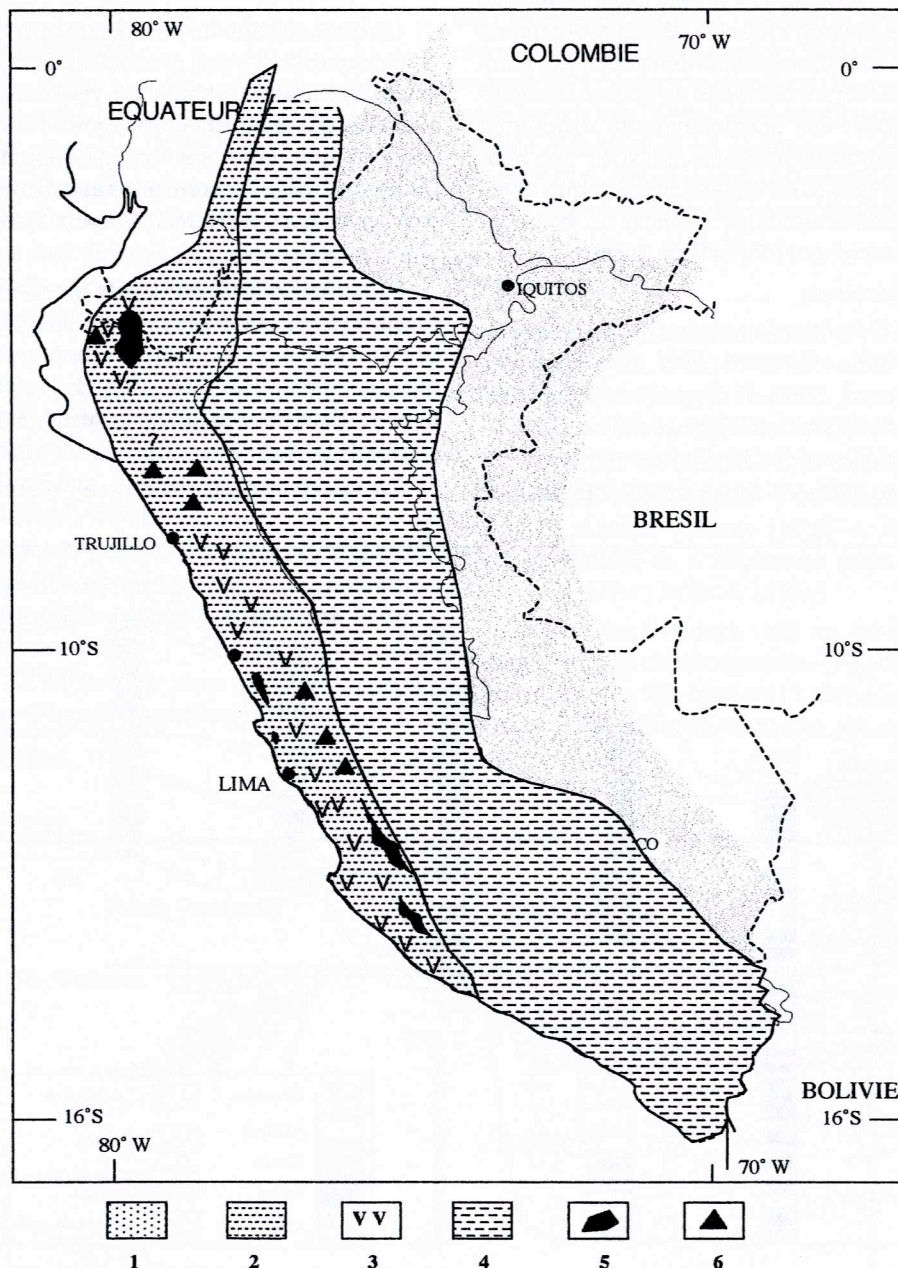 80° W
70° W
COLOMBIE
0°
0°
EQUATEUR
IQUITOS
V
V
V
V
V?
?
TRUJILLO
V
V
V
V
V
BRESIL
10°S
10°S
V
V
LIMA
V
V V
V
CO
V V
V
V
V
BOLIVIE
16°S
16°S
80° W
70° W
V V
1
2
3
4
5
6